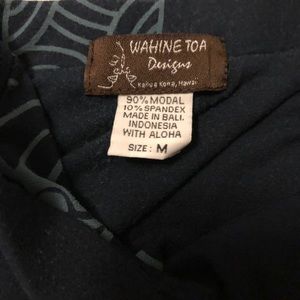 WAHINE TOA
Designs
Kailua Kona, Hawaii
90% MODAL
10% SPANDEX
MADE IN BALI.
INDONESIA
WITH ALOHA
SIZE: M